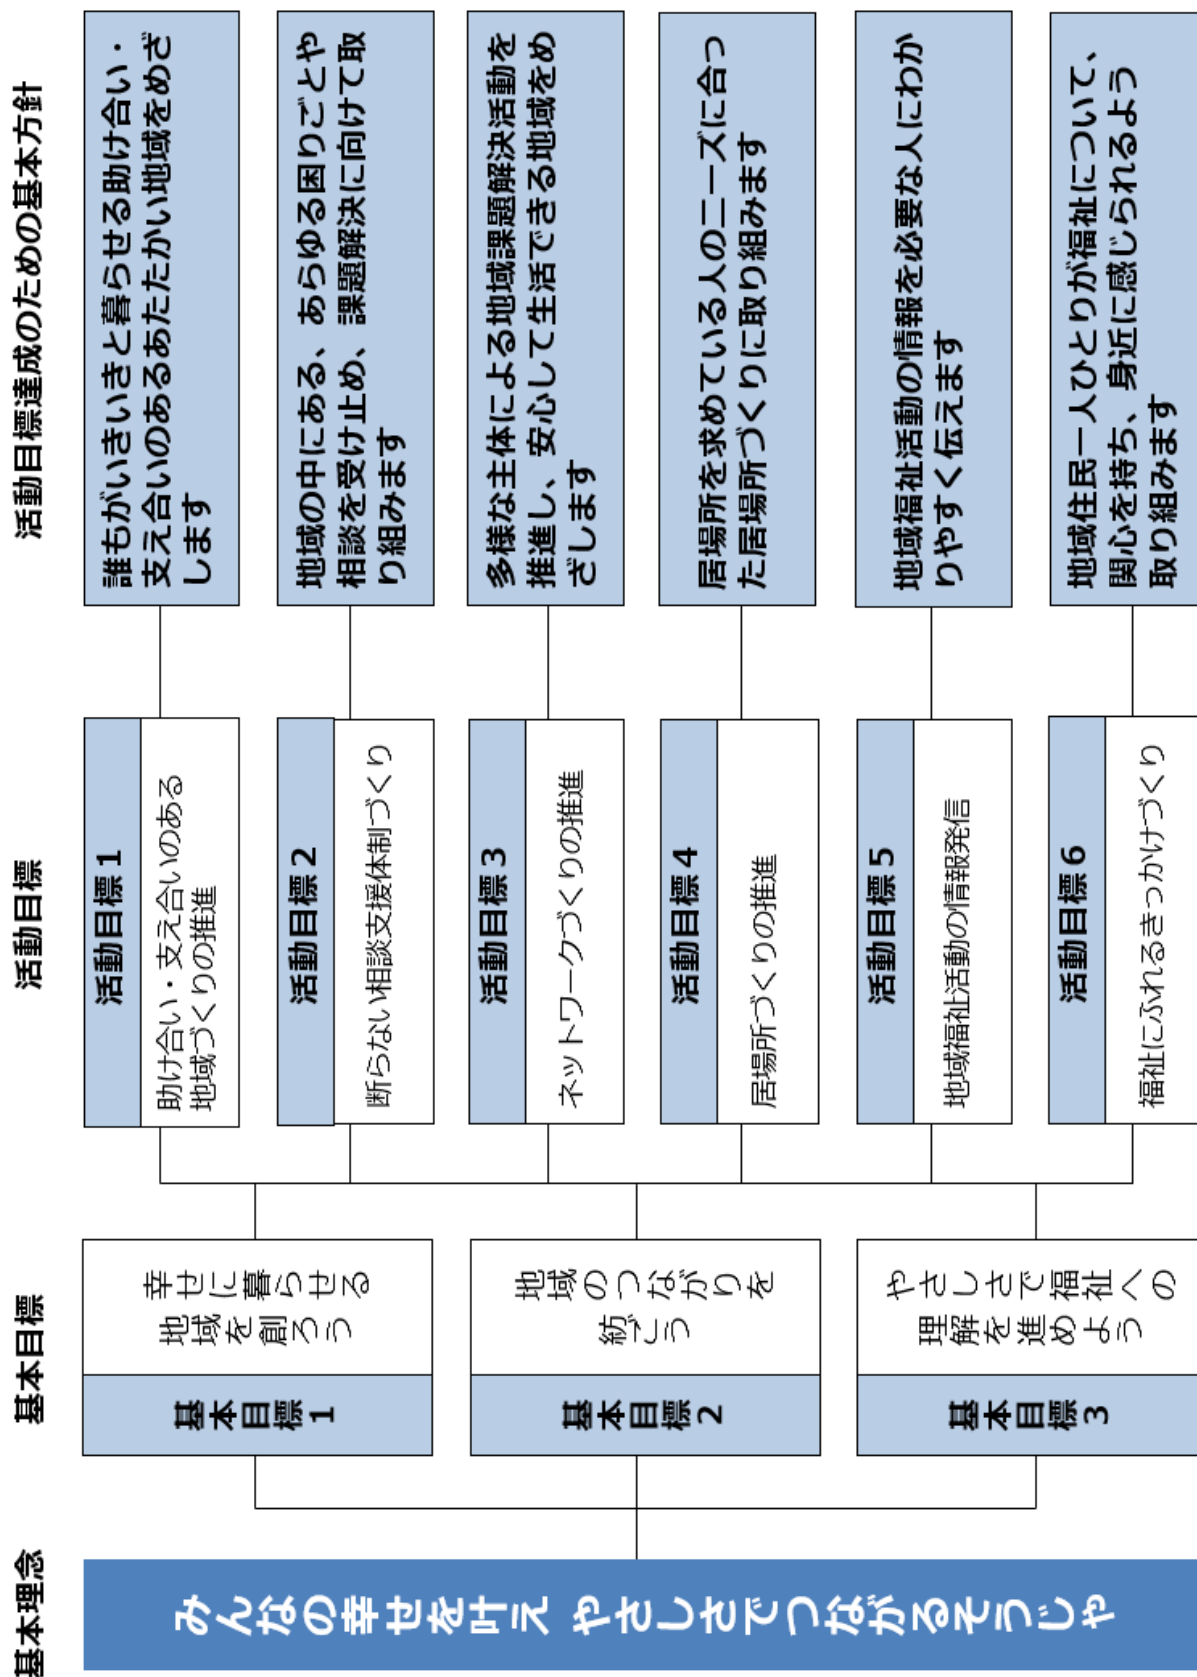 基本理念
基本目標
活動目標
活動目標達成のための基本方針
みんなの幸せを叶え やさしさでつながるそうじゃ
基本目標1
幸せに暮らせる
地域を創ろう
基本目標2
地域のつながりを
紡ごう
基本目標3
やさしさで福祉への
理解を進めよう
活動目標1
助け合い・支え合いのある
地域づくりの推進
活動目標2
断らない相談支援体制づくり
活動目標3
ネットワークづくりの推進
活動目標4
居場所づくりの推進
活動目標5
地域福祉活動の情報発信
活動目標6
福祉にふれるきっかけづくり
誰もがいきいきと暮らせる助け合い・
支え合いのあるあたたかい地域をめざ
します
地域の中にある、あらゆる困りごとや
相談を受け止め、課題解決に向けて取
り組みます
多様な主体による地域課題解決活動を
推進し、安心して生活できる地域をめ
ざします
居場所を求めている人のニーズに合っ
た居場所づくりに取り組みます
地域福祉活動の情報を必要な人にわか
りやすく伝えます
地域住民一人ひとりが福祉について、
関心を持ち、身近に感じられるよう
取り組みます